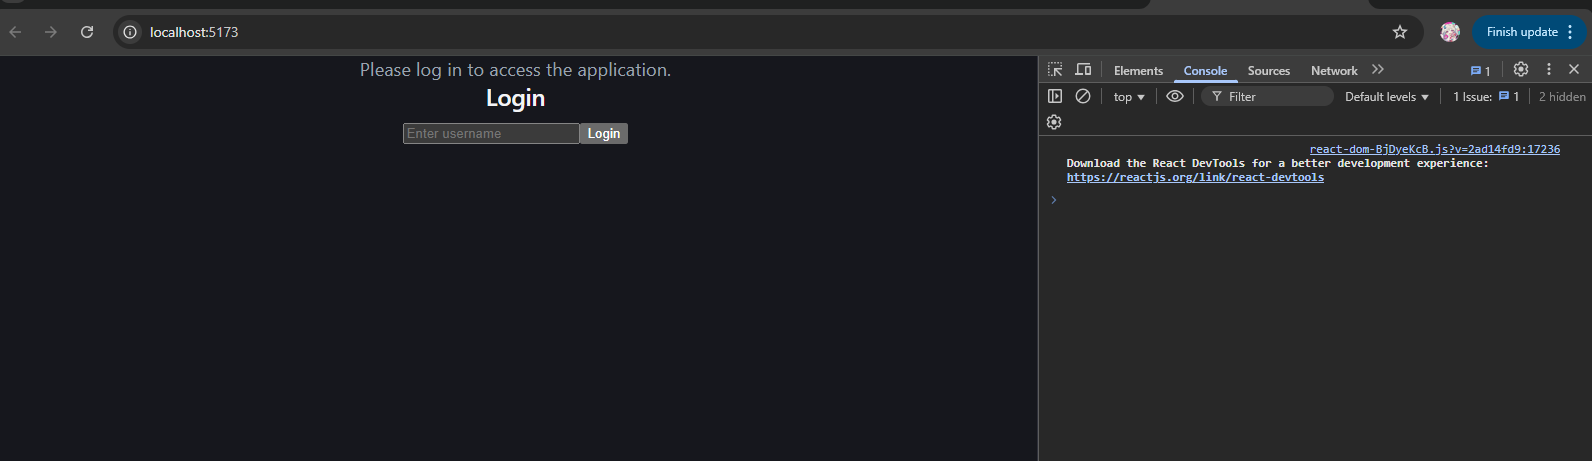 localhost:5173
Finish update
Please log in to access the application.
Login
Enter username
Login
Elements Console Sources Network 1
top Filter Default levels 1 Issue: 1 2 hidden
react-dom-BjDyeKcB.js?v=2ad14fd9:17236
Download the React DevTools for a better development experience:
https://reactjs.org/link/react-devtools